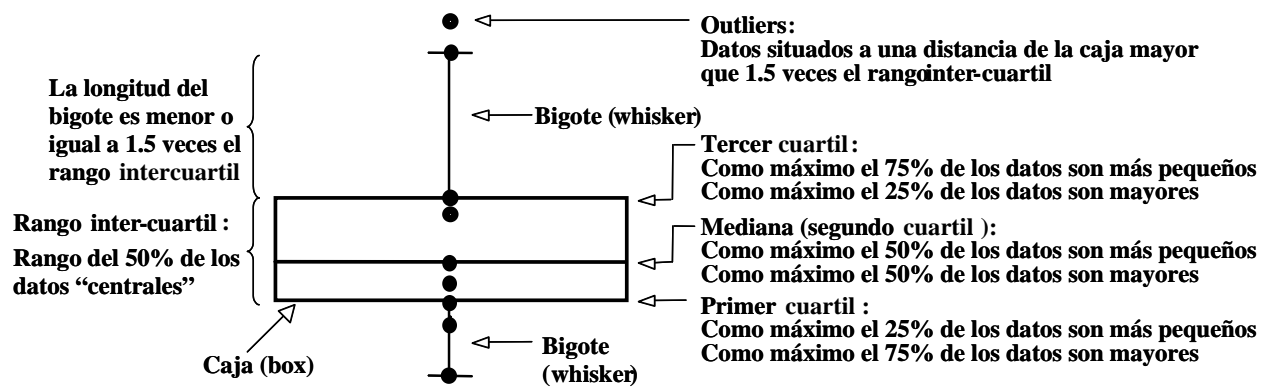 Outliers:
Datos situados a una distancia de la caja mayor
que 1.5 veces el rangointer-cuartil
La longitud del
bigote es menor o
igual a 1.5 veces el
rango intercuartil
Bigote (whisker)
Tercer cuartil:
Como máximo el 75% de los datos son más pequeños
Como máximo el 25% de los datos son mayores
Rango inter-cuartil :
Rango del 50% de los
datos “centrales”
Mediana (segundo cuartil ):
Como máximo el 50% de los datos son más pequeños
Como máximo el 50% de los datos son mayores
Primer cuartil :
Como máximo el 25% de los datos son más pequeños
Como máximo el 75% de los datos son mayores
Caja (box)
Bigote
(whisker)